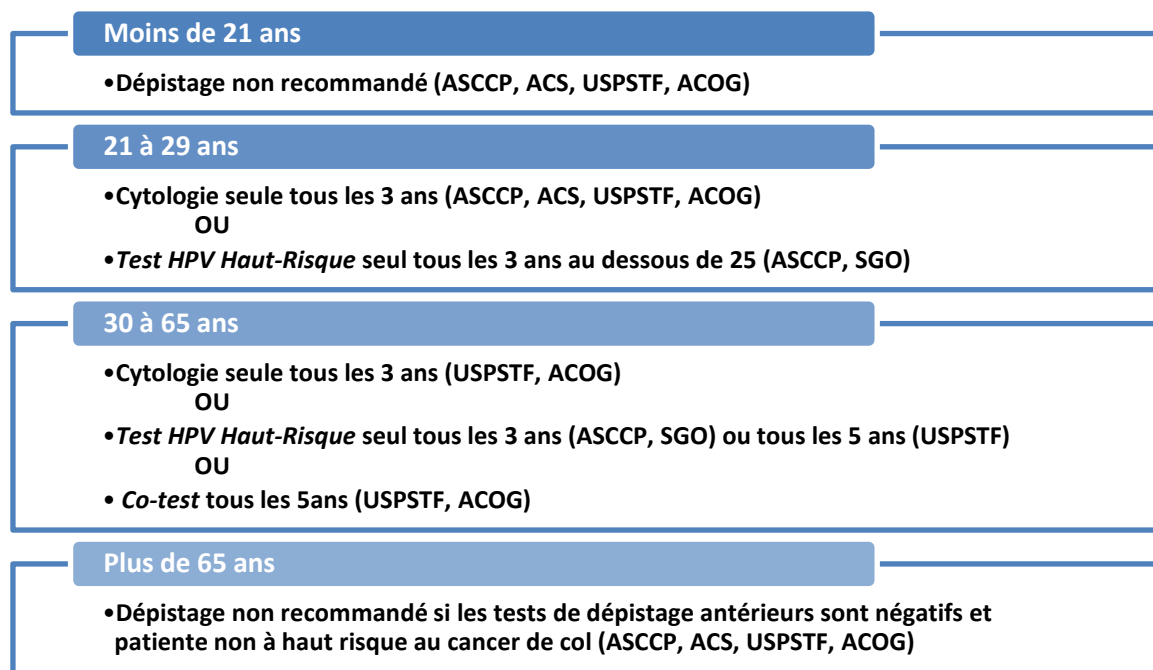 Moins de 21 ans
•Dépistage non recommandé (ASCCP, ACS, USPSTF, ACOG)
21 à 29 ans
•Cytologie seule tous les 3 ans (ASCCP, ACS, USPSTF, ACOG)
OU
•Test HPV Haut-Risque seul tous les 3 ans au dessous de 25 (ASCCP, SGO)
30 à 65 ans
•Cytologie seule tous les 3 ans (USPSTF, ACOG)
OU
•Test HPV Haut-Risque seul tous les 3 ans (ASCCP, SGO) ou tous les 5 ans (USPSTF)
OU
• Co-test tous les 5ans (USPSTF, ACOG)
Plus de 65 ans
•Dépistage non recommandé si les tests de dépistage antérieurs sont négatifs et
patiente non à haut risque au cancer de col (ASCCP, ACS, USPSTF, ACOG)